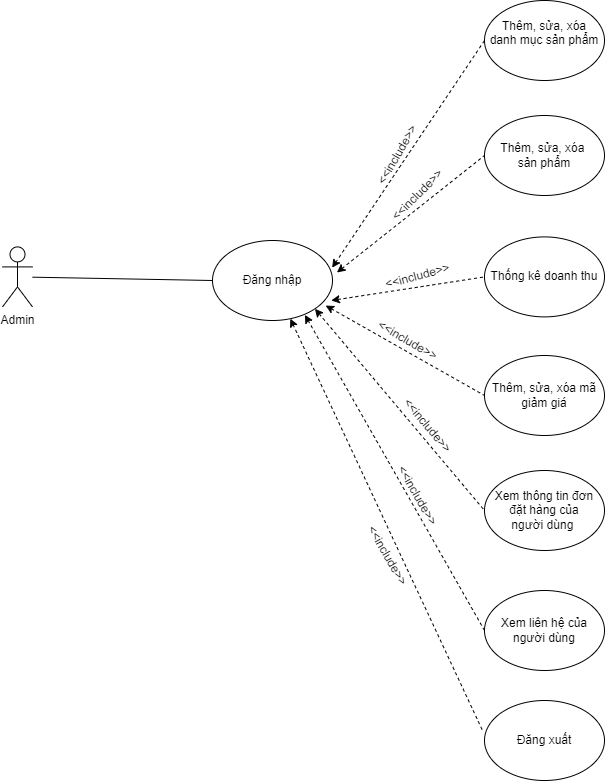 Thêm, sửa, xóa
danh mục sản phẩm
<<include>>
Thêm, sửa, xóa
sản phẩm
<<include>>
Đăng nhập
Admin
Thống kê doanh thu
<<include>>
<<include>>
Thêm, sửa, xóa mã
giảm giá
<<include>>
Xem thông tin đơn
đặt hàng của
người dùng
<<include>>
<<include>>
Xem liên hệ của
người dùng
Đăng xuất